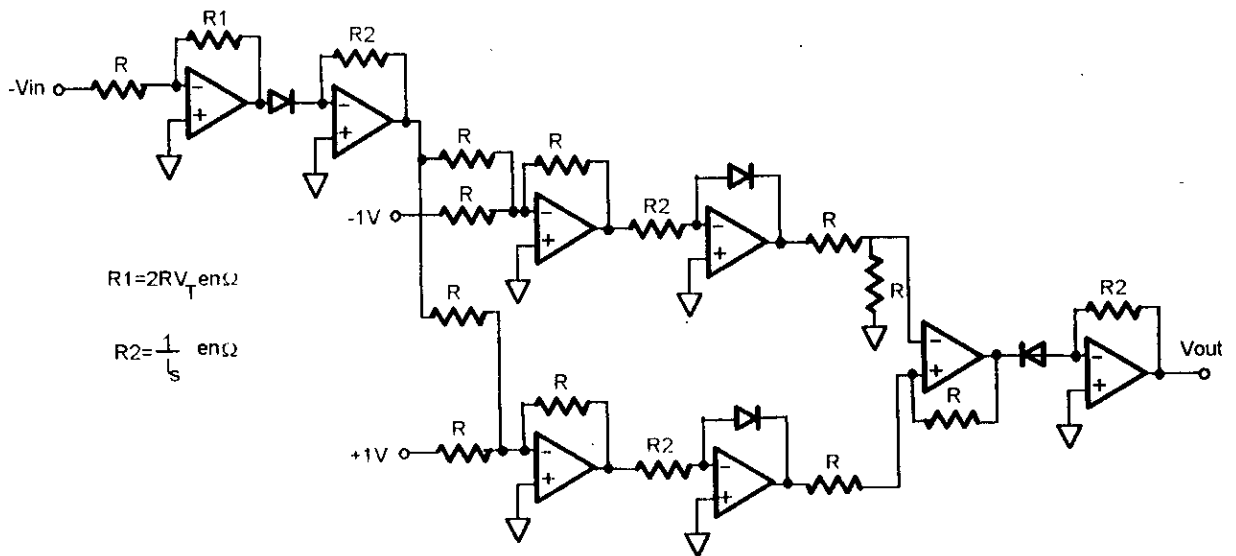 R1
R
-Vin
-
+
R2
-
+
R
R
-1V
R
-
+
R2
-
+
R
R
R1=2RV_T en Ω
R2=1/I_s en Ω
R
+1V
R
R
-
+
R2
-
+
R
-
+
R
R2
-
+
Vout